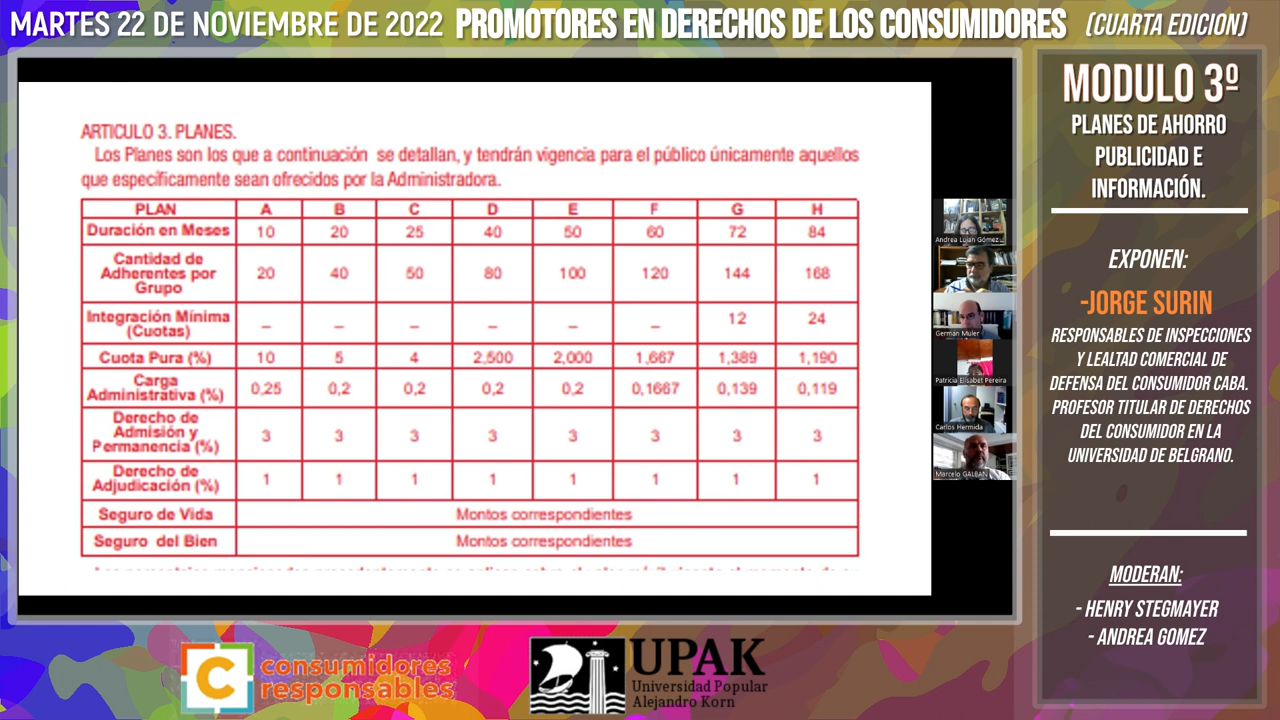 MARTES 22 DE NOVIEMBRE DE 2022 PROMOTORES EN DERECHOS DE LOS CONSUMIDORES (CUARTA EDICION)
ARTICULO 3. PLANES.
Los Planes son los que a continuación se detallan, y tendrán vigencia para el público únicamente aquellos
que específicamente sean ofrecidos por la Administradora.
PLAN A B C D E F G H
Duración en Meses 10 20 25 40 50 60 72 84
Cantidad de
Adherentes por
Grupo
20 40 50 80 100 120 144 168
Integración Mínima
(Cuotas)
– – – – – – 12 24
Cuota Pura (%) 10 5 4 2,500 2,000 1,667 1,389 1,190
Carga
Administrativa (%)
0,25 0,2 0,2 0,2 0,2 0,1667 0,139 0,119
Derecho de
Admisión y
Permanencia (%)
3 3 3 3 3 3 3 3
Derecho de
Adjudicación (%)
1 1 1 1 1 1 1 1
Seguro de Vida Montos correspondientes
Seguro del Bien Montos correspondientes
Andrea Lujan Gómez...
German Muler
Patricia Elisabet Pereira
Carlos Hermida
Marcelo GALBAN
MODULO 3º
PLANES DE AHORRO
PUBLICIDAD E
INFORMACIÓN.
EXPONEN:
-JORGE SURIN
RESPONSABLES DE INSPECCIONES
Y LEALTAD COMERCIAL DE
DEFENSA DEL CONSUMIDOR CABA.
PROFESOR TITULAR DE DERECHOS
DEL CONSUMIDOR EN LA
UNIVERSIDAD DE BELGRANO.
MODERAN:
- HENRY STEGMAYER
- ANDREA GOMEZ
C
consumidores
responsables
UPAK
Universidad Popular
Alejandro Korn